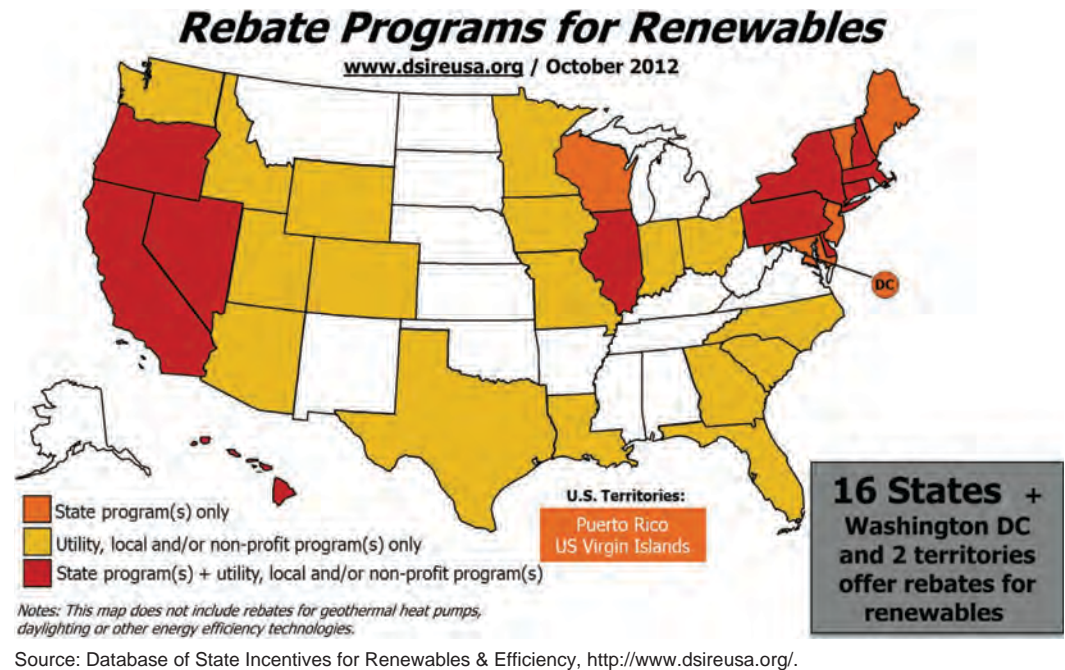 Rebate Programs for Renewables
www.dsireusa.org / October 2012
DC
U.S. Territories:
Puerto Rico
US Virgin Islands
16 States +
Washington DC
and 2 territories
offer rebates for
renewables
State program(s) only
Utility, local and/or non-profit program(s) only
State program(s) + utility, local and/or non-profit program(s)
Notes: This map does not include rebates for geothermal heat pumps,
daylighting or other energy efficiency technologies.
Source: Database of State Incentives for Renewables & Efficiency, http://www.dsireusa.org/.